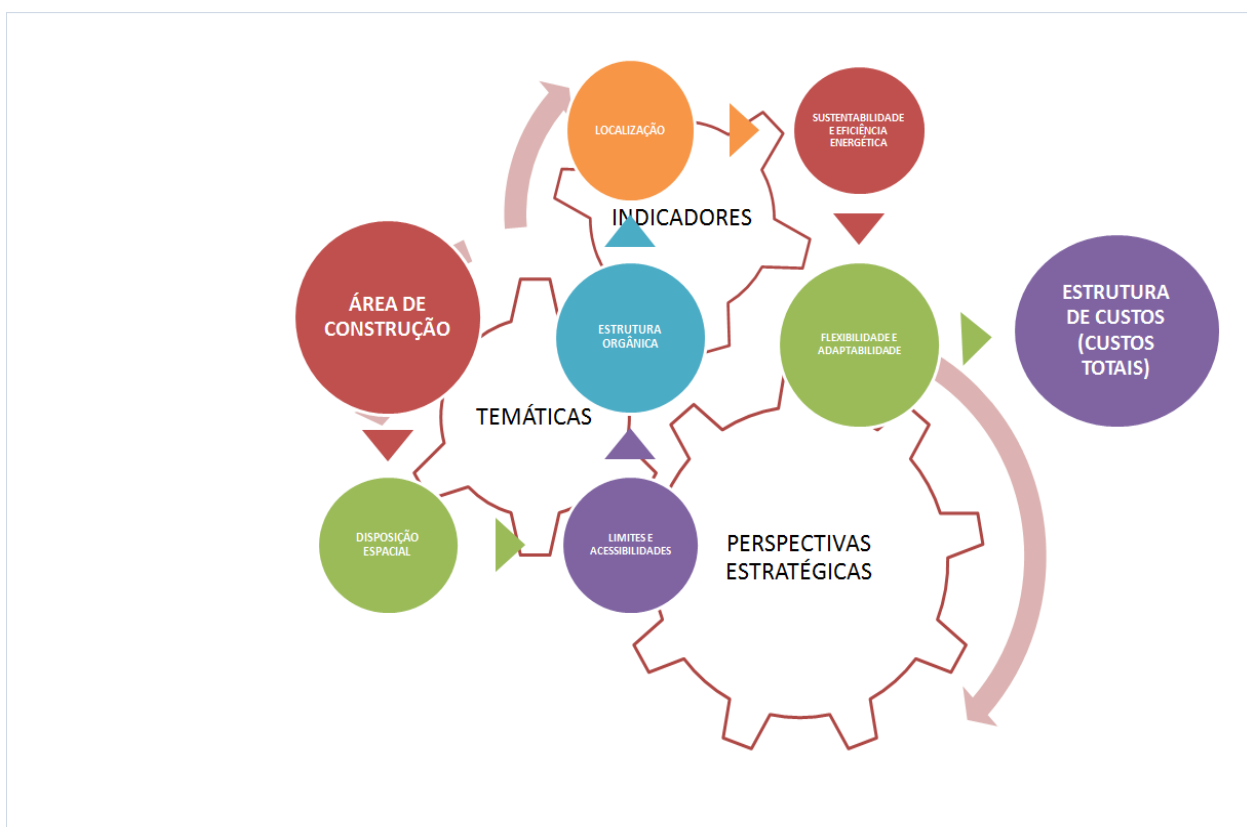 LOCALIZAÇÃO
SUSTENTABILIDADE
E EFICIÊNCIA
ENERGÉTICA
INDICADORES
ÁREA DE
CONSTRUÇÃO
ESTRUTURA
ORGÂNICA
FLEXIBILIDADE E
ADAPTABILIDADE
ESTRUTURA
DE CUSTOS
(CUSTOS
TOTAIS)
TEMÁTICAS
DISPOSIÇÃO
ESPACIAL
LIMITES E
ACESSIBILIDADES
PERSPECTIVAS
ESTRATÉGICAS